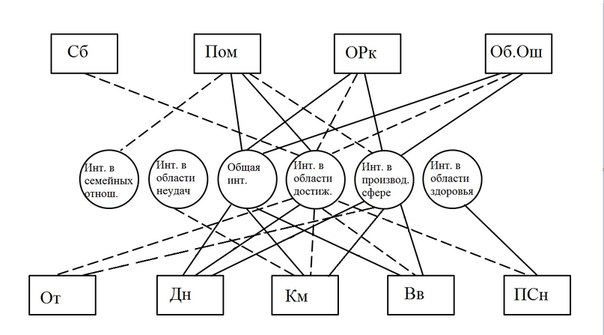 Сб
Пом
ОРк
Об.Ош
Инт. в
семейных
отнош.
Инт. в
области
неудач
Общая
инт.
Инт. в
области
достиж.
Инт. в
производ.
сфере
Инт. в
области
здоровья
От
Дн
Км
Вв
ПСн